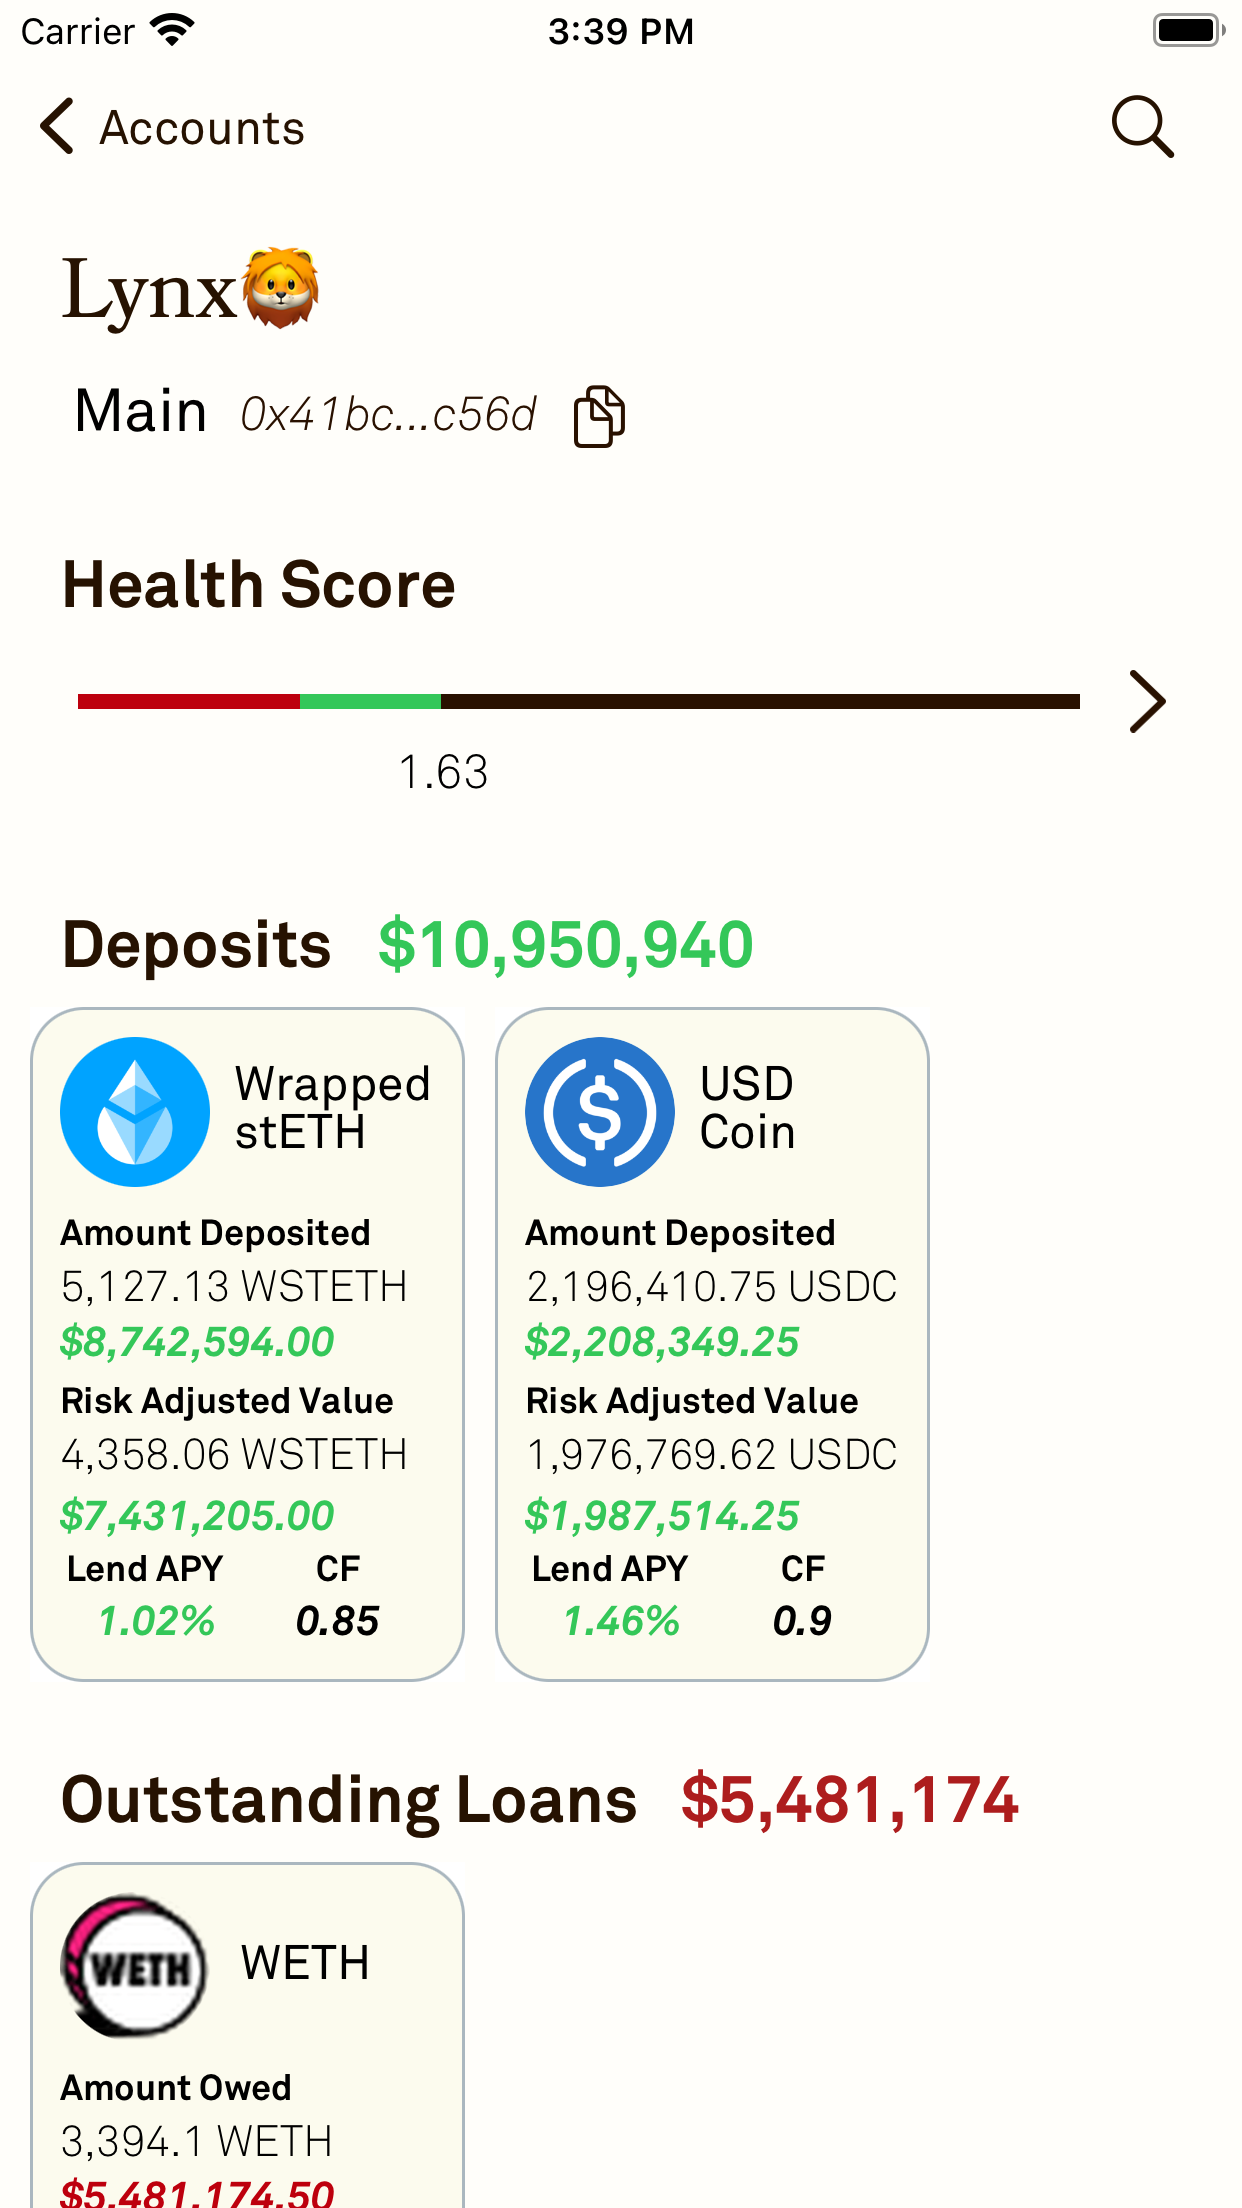 Carrier 3:39 PM
Accounts
Lynx🦁
Main 0x41bc...c56d
Health Score
1.63
Deposits $10,950,940
Wrapped
stETH
Amount Deposited
5,127.13 WSTETH
$8,742,594.00
Risk Adjusted Value
4,358.06 WSTETH
$7,431,205.00
Lend APY CF
1.02% 0.85
USD
Coin
Amount Deposited
2,196,410.75 USDC
$2,208,349.25
Risk Adjusted Value
1,976,769.62 USDC
$1,987,514.25
Lend APY CF
1.46% 0.9
Outstanding Loans $5,481,174
WETH
WETH
Amount Owed
3,394.1 WETH
$5,481,174.50